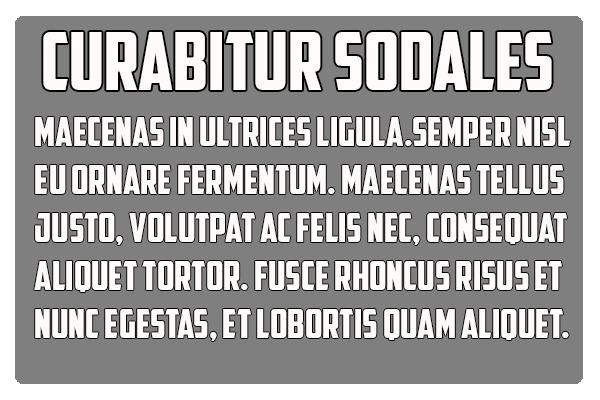 CURABITUR SODALES
MAECENAS IN ULTRICES LIGULA.SEMPER NISL
EU ORNARE FERMENTUM. MAECENAS TELLUS
JUSTO, VOLUTPAT AC FELIS NEC, CONSEQUAT
ALIQUET TORTOR. FUSCE RHONCUS RISUS ET
NUNC EGESTAS, ET LOBORTIS QUAM ALIQUET.